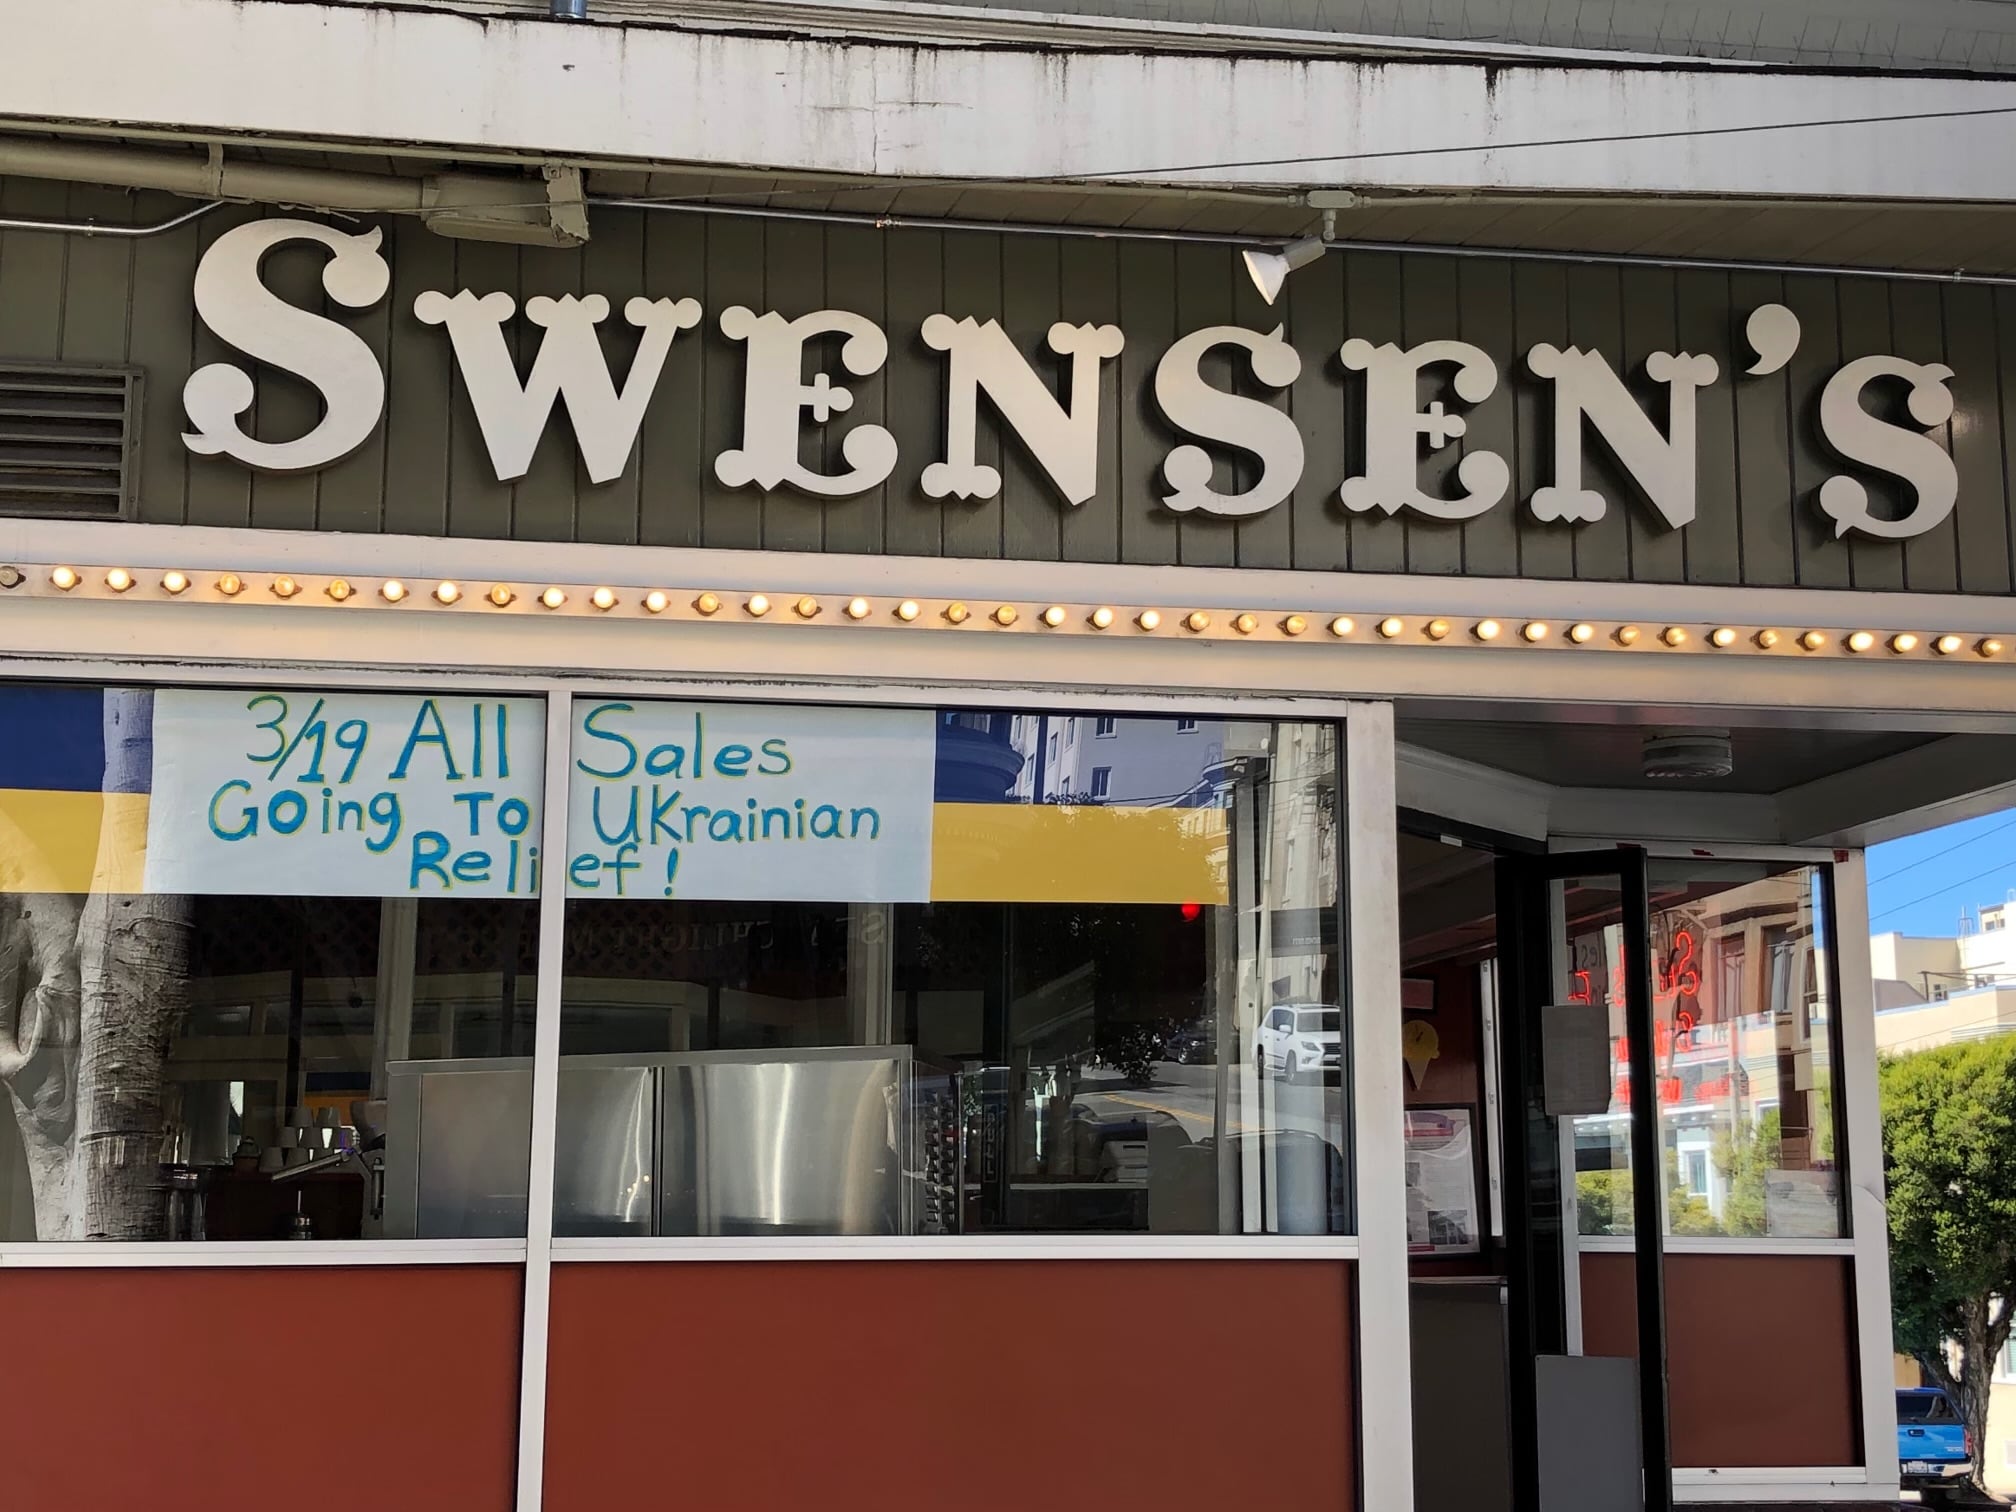 SWENSEN'S
3/19 All Sales
Going To Ukrainian
Relief!